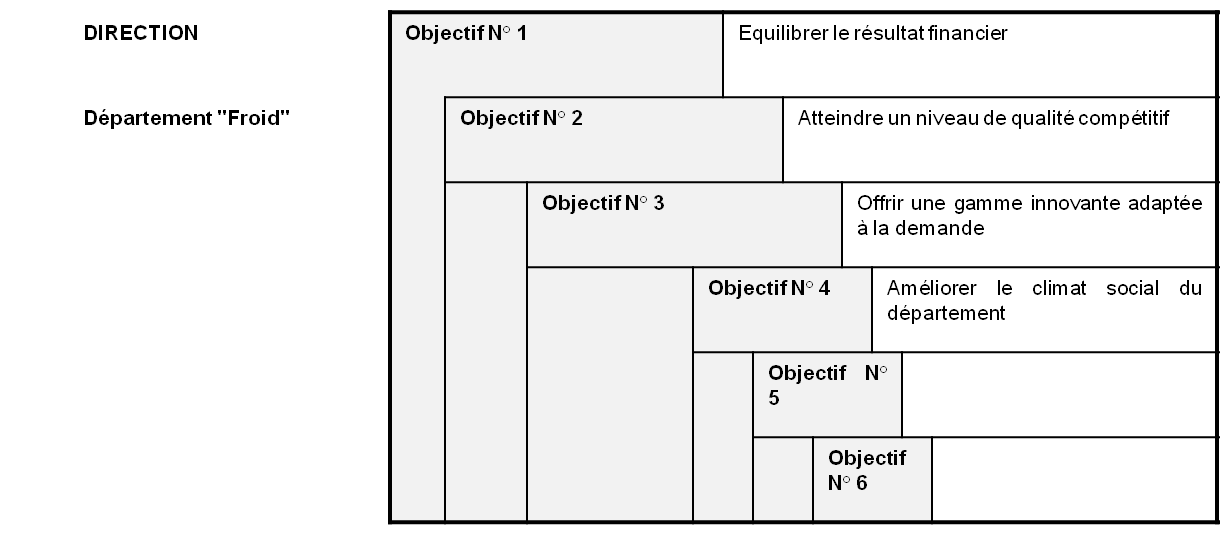 DIRECTION
Objectif N° 1
Equilibrer le résultat financier
Département "Froid"
Objectif N° 2
Atteindre un niveau de qualité compétitif
Objectif N° 3
Offrir une gamme innovante adaptée
à la demande
Objectif N° 4
Améliorer le climat social du
département
Objectif N°
5
Objectif
N° 6